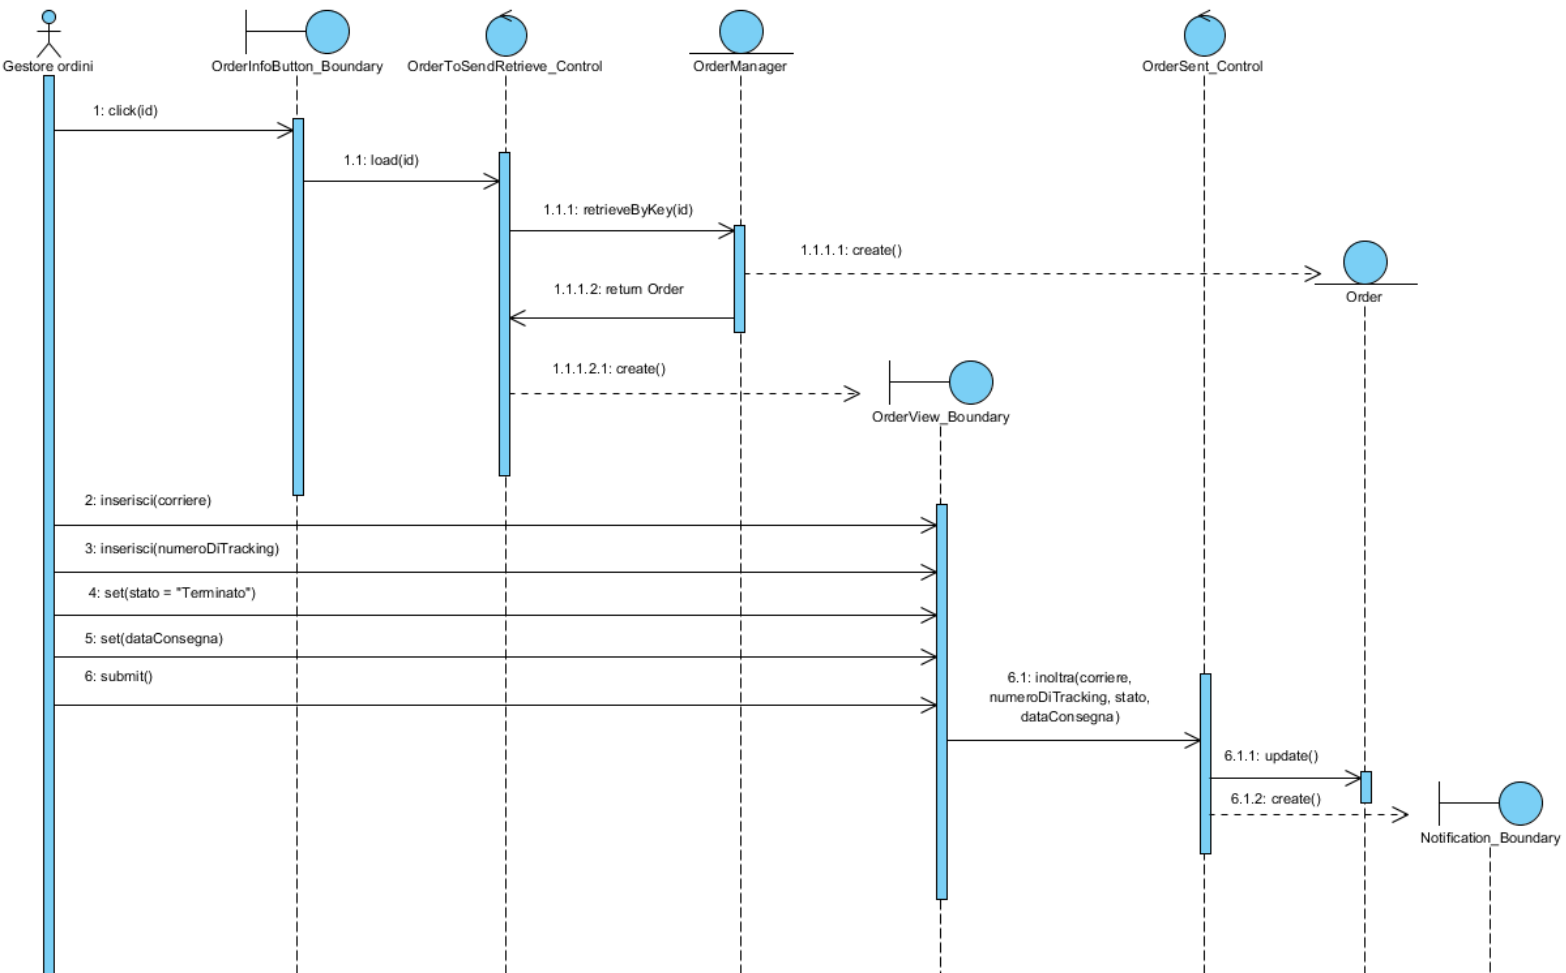 Gestore ordini
OrderInfoButton_Boundary
OrderToSendRetrieve_Control
OrderManager
OrderSent_Control
1: click(id)
1.1: load(id)
1.1.1: retrieveByKey(id)
1.1.1.1: create()
1.1.1.2: return Order
Order
1.1.1.2.1: create()
OrderView_Boundary
2: inserisci(corriere)
3: inserisci(numeroDiTracking)
4: set(stato = "Terminato")
5: set(dataConsegna)
6: submit()
6.1: inoltra(corriere,
numeroDiTracking, stato,
dataConsegna)
6.1.1: update()
6.1.2: create()
Notification_Boundary